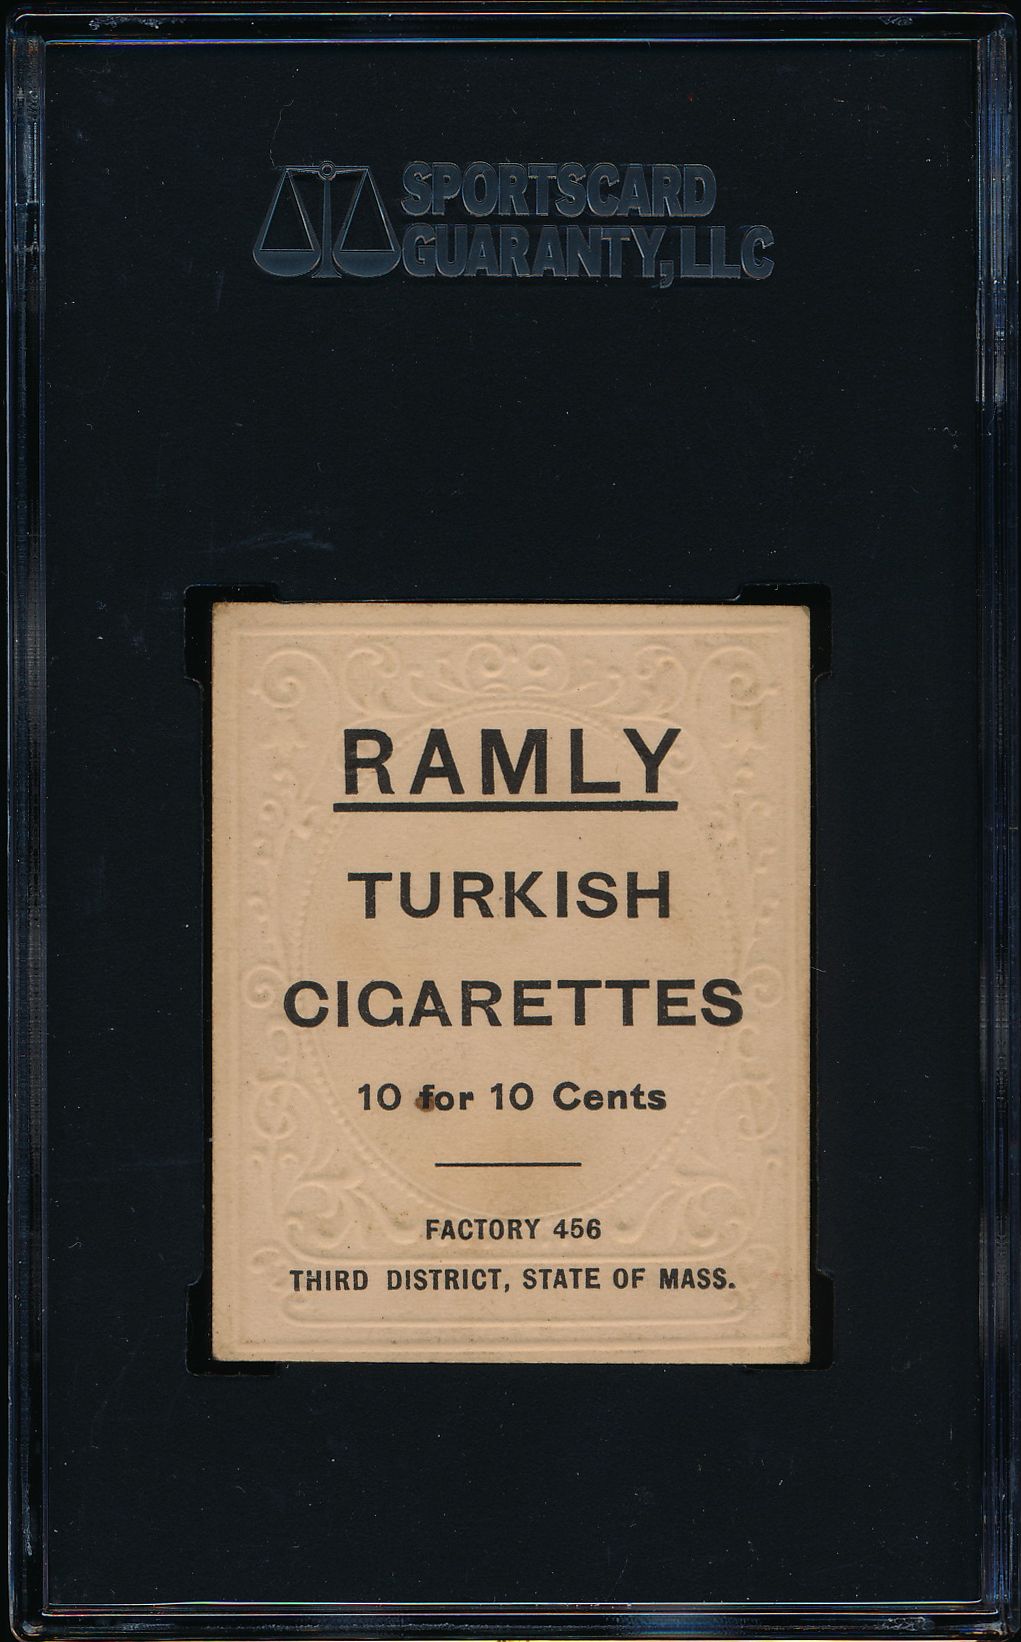 SPORTSCARD
GUARANTY, LLC
RAMLY
TURKISH
CIGARETTES
10 for 10 Cents
FACTORY 456
THIRD DISTRICT, STATE OF MASS.